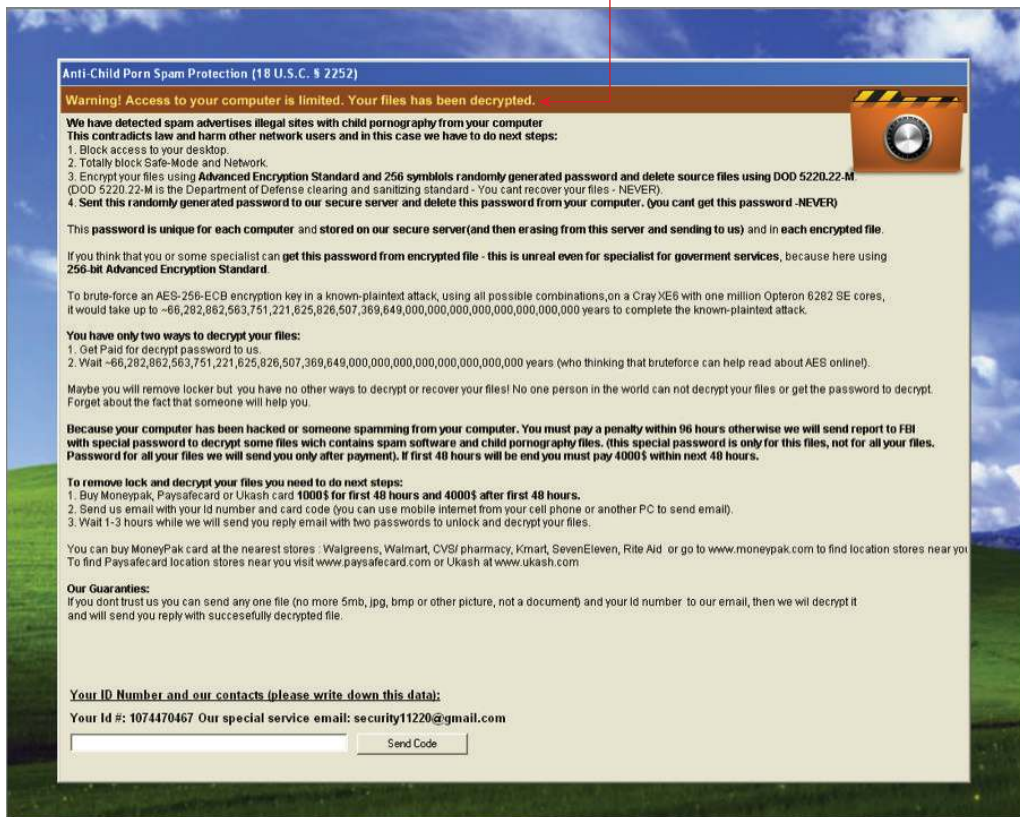 Anti-Child Porn Spam Protection (18 U.S.C. § 2252)
Warning! Access to your computer is limited. Your files has been decrypted.
We have detected spam advertises illegal sites with child pornography from your computer
This contradicts law and harm other network users and in this case we have to do next steps:
1. Block access to your desktop.
2. Totally block Safe-Mode and Network.
3. Encrypt your files using Advanced Encryption Standard and 256 symblols randomly generated password and delete source files using DOD 5220.22-M.
(DOD 5220.22-M is the Department of Defense clearing and sanitizing standard - You cant recover your files - NEVER).
4. Sent this randomly generated password to our secure server and delete this password from your computer. (you cant get this password -NEVER)
This password is unique for each computer and stored on our secure server(and then erasing from this server and sending to us) and in each encrypted file.
If you think that you or some specialist can get this password from encrypted file - this is unreal even for specialist for goverment services, because here using
256-bit Advanced Encryption Standard.
To brute-force an AES-256-ECB encryption key in a known-plaintext attack, using all possible combinations,on a Cray XE6 with one million Opteron 6282 SE cores,
it would take up to ~66,282,862,563,751,221,625,826,507,369,649,000,000,000,000,000,000,000,000 years to complete the known-plaintext attack.
You have only two ways to decrypt your files:
1. Get Paid for decrypt password to us.
2. Wait ~66,282,862,563,751,221,625,826,507,369,649,000,000,000,000,000,000,000,000 years (who thinking that bruteforce can help read about AES online!).
Maybe you will remove locker but you have no other ways to decrypt or recover your files! No one person in the world can not decrypt your files or get the password to decrypt.
Forget about the fact that someone will help you.
Because your computer has been hacked or someone spamming from your computer. You must pay a penalty within 96 hours otherwise we will send report to FBI
with special password to decrypt some files wich contains spam software and child pornography files. (this special password is only for this files, not for all your files.
Password for all your files we will send you only after payment). If first 48 hours will be end you must pay 4000$ within next 48 hours.
To remove lock and decrypt your files you need to do next steps:
1. Buy Moneypak, Paysafecard or Ukash card 1000$ for first 48 hours and 4000$ after first 48 hours.
2. Send us email with your Id number and card code (you can use mobile internet from your cell phone or another PC to send email).
3. Wait 1-3 hours while we will send you reply email with two passwords to unlock and decrypt your files.
You can buy MoneyPak card at the nearest stores : Walgreens, Walmart, CVS/ pharmacy, Kmart, SevenEleven, Rite Aid or go to www.moneypak.com to find location stores near you
To find Paysafecard location stores near you visit www.paysafecard.com or Ukash at www.ukash.com
Our Guaranties:
If you dont trust us you can send any one file (no more 5mb, jpg, bmp or other picture, not a document) and your Id number to our email, then we wil decrypt it
and will send you reply with succesefully decrypted file.
Your ID Number and our contacts (please write down this data):
Your Id #: 1074470467 Our special service email: security11220@gmail.com
Send Code